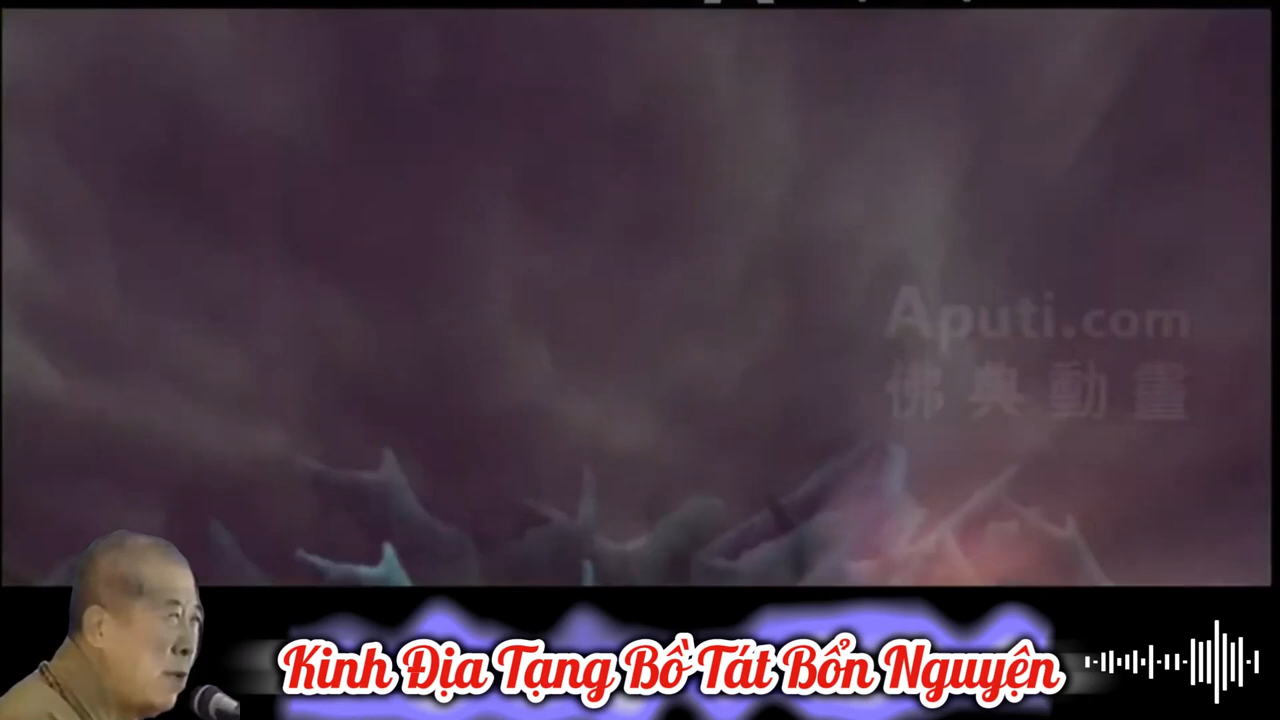 Aputi.com
佛典動畫
Kinh Địa Tạng Bồ Tát Bổn Nguyện